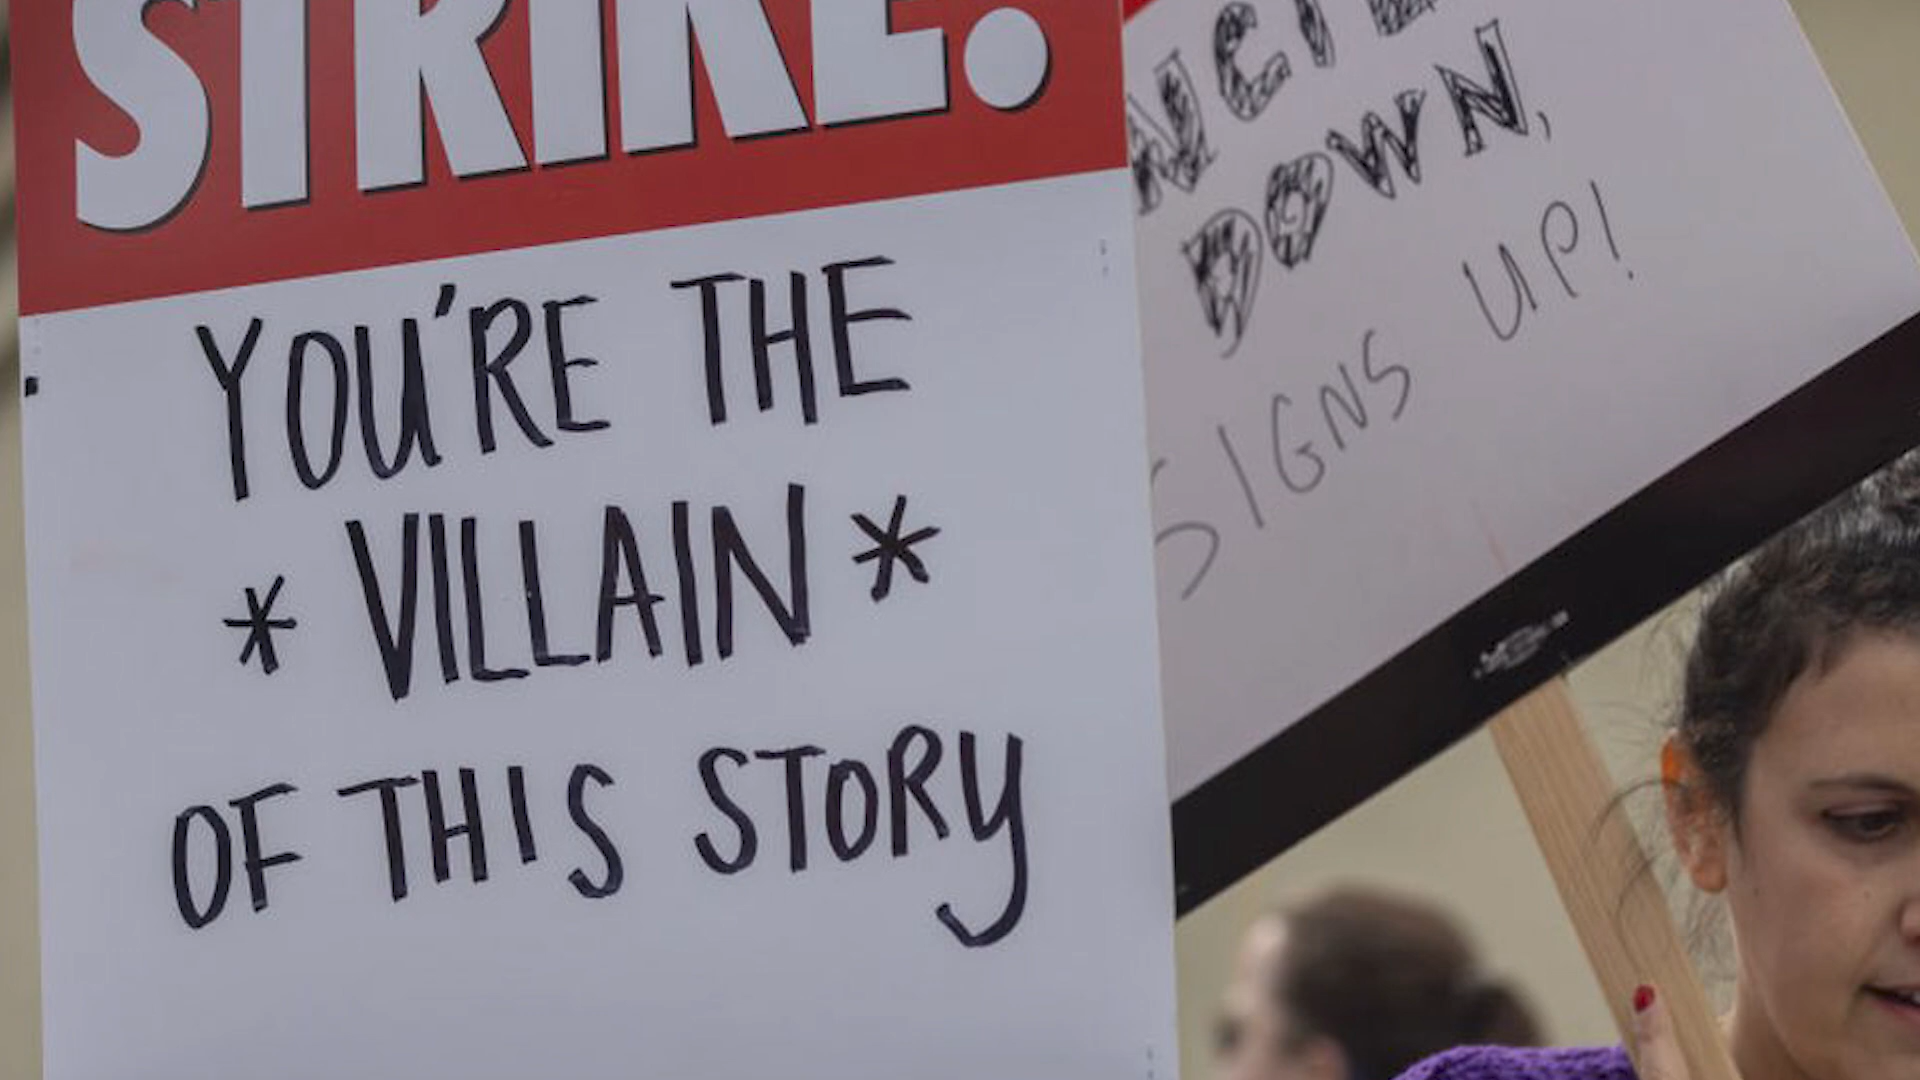 STRIKE!
YOU'RE THE
* VILLAIN *
OF THIS STORY
DOWN,
SIGNS UP!